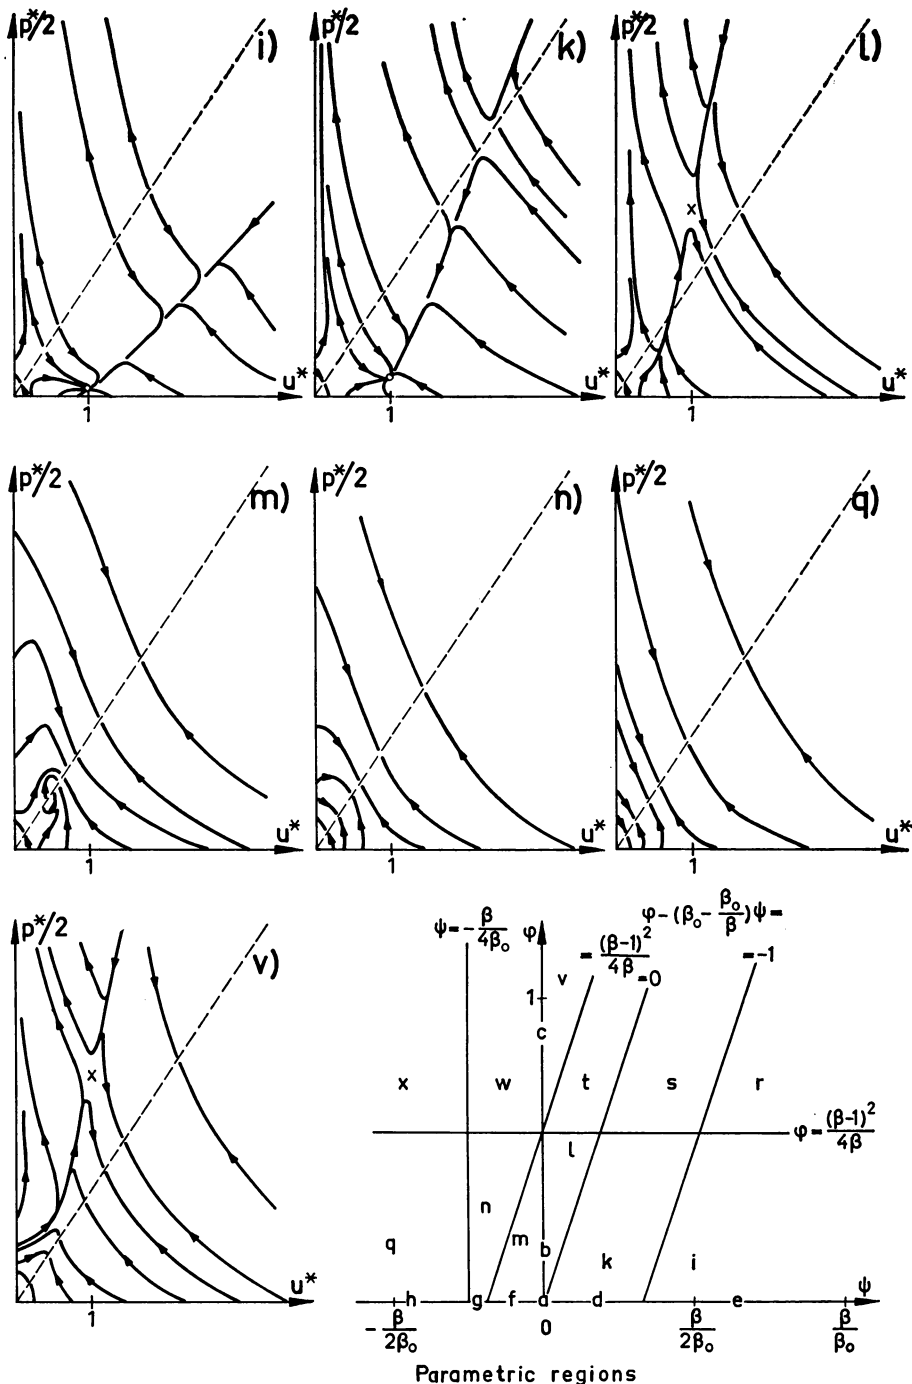 p*/2
i)
u*
1
p*/2
k)
u*
1
p*/2
l)
x
u*
1
p*/2
m)
u*
1
p*/2
n)
u*
1
p*/2
q)
u*
1
p*/2
v)
x
u*
1
ψ=-β/4β₀
φ
φ-(β₀-β₀/β)ψ=
=(β-1)²/4β
=0
=-1
v
1
c
x
w
t
s
r
φ=(β-1)²/4β
l
n
m
b
q
k
i
h
g
f
a
d
e
ψ
-β/2β₀
0
β/2β₀
β/β₀
Parametric regions